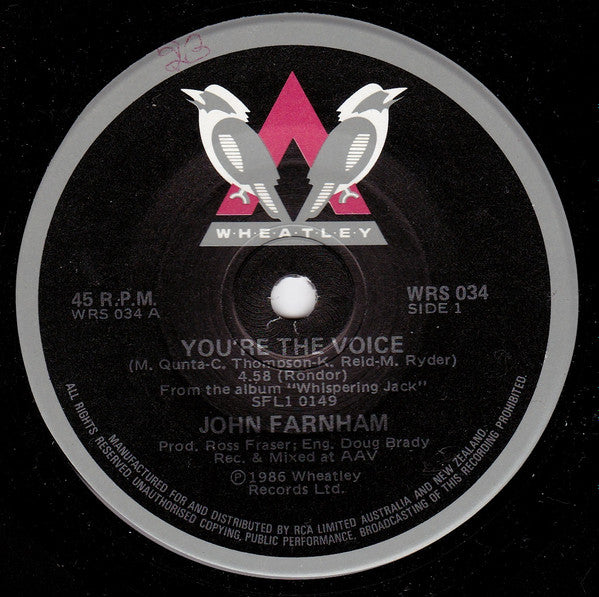 23
W·H·E·A·T·L·E·Y
45 R.P.M.
WRS 034 A
WRS 034
SIDE 1
YOU'RE THE VOICE
(M. Qunta-C. Thompson-K. Reid-M. Ryder)
4.58 (Rondor)
From the album "Whispering Jack"
SFL1 0149
JOHN FARNHAM
Prod. Ross Fraser; Eng. Doug Brady
Rec. & Mixed at AAV
Ⓟ 1986 Wheatley
Records Ltd.
MANUFACTURED FOR AND DISTRIBUTED BY RCA LIMITED AUSTRALIA AND NEW ZEALAND.
ALL RIGHTS RESERVED. UNAUTHORISED COPYING, PUBLIC PERFORMANCE, BROADCASTING OF THIS RECORDING PROHIBITED.